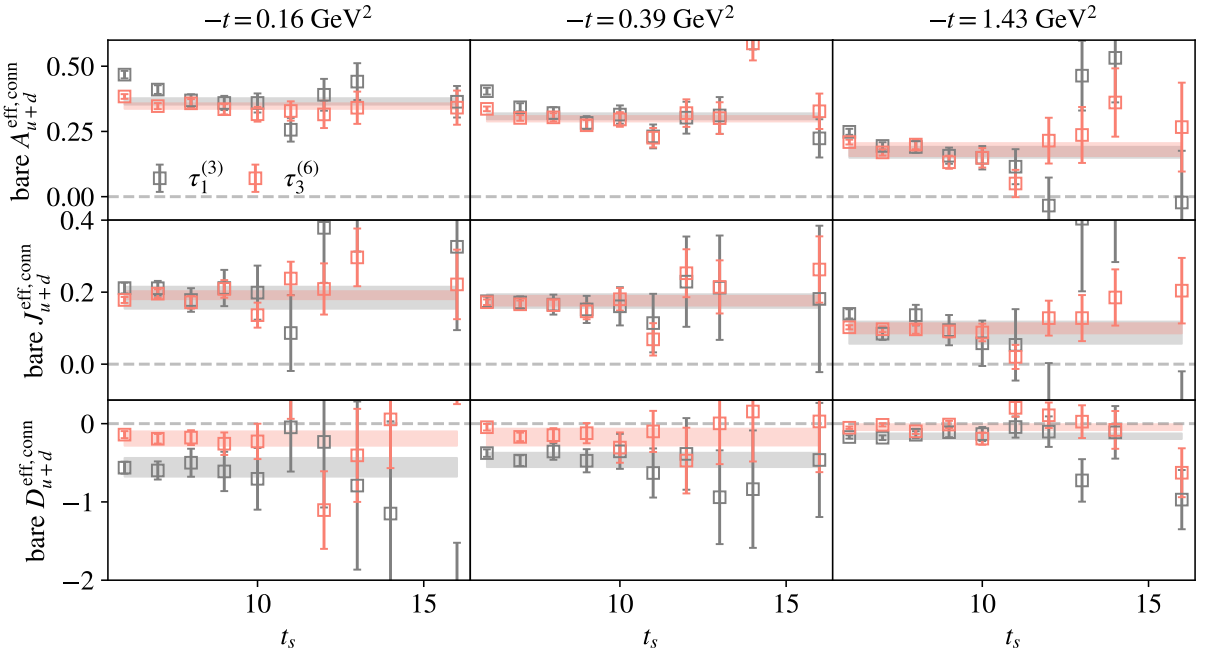 −t = 0.16 GeV² −t = 0.39 GeV² −t = 1.43 GeV²
bare A^{eff,conn}_{u+d}
0.50
0.25
0.00
τ₁⁽³⁾ τ₃⁽⁶⁾
bare J^{eff,conn}_{u+d}
0.4
0.2
0.0
bare D^{eff,conn}_{u+d}
0
−1
−2
10 15 10 15 10 15
t_s t_s t_s